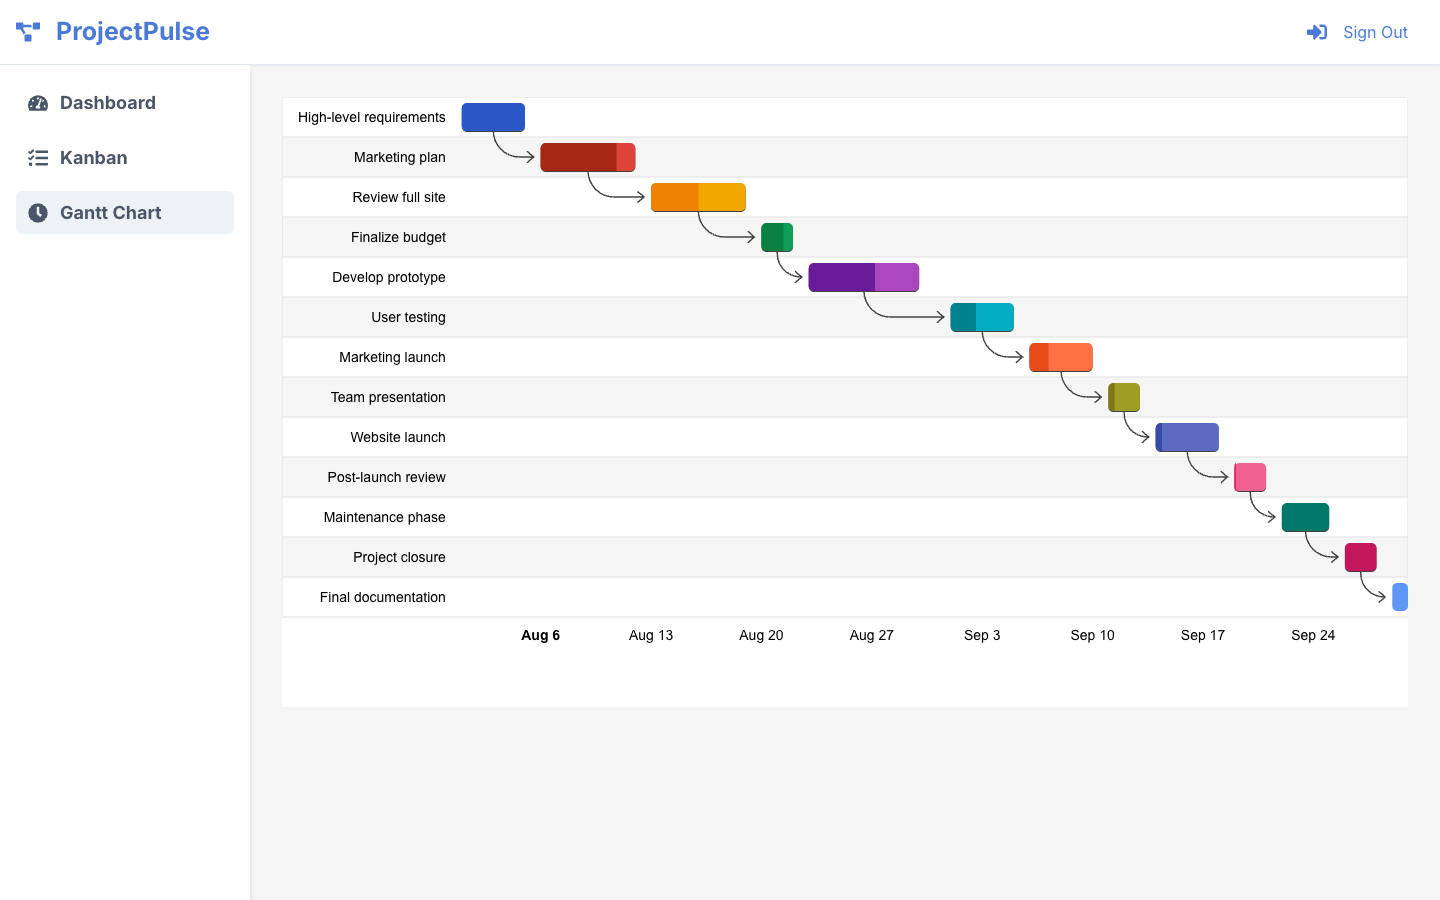 ProjectPulse
Sign Out
Dashboard
Kanban
Gantt Chart
High-level requirements
Marketing plan
Review full site
Finalize budget
Develop prototype
User testing
Marketing launch
Team presentation
Website launch
Post-launch review
Maintenance phase
Project closure
Final documentation
Aug 6 Aug 13 Aug 20 Aug 27 Sep 3 Sep 10 Sep 17 Sep 24